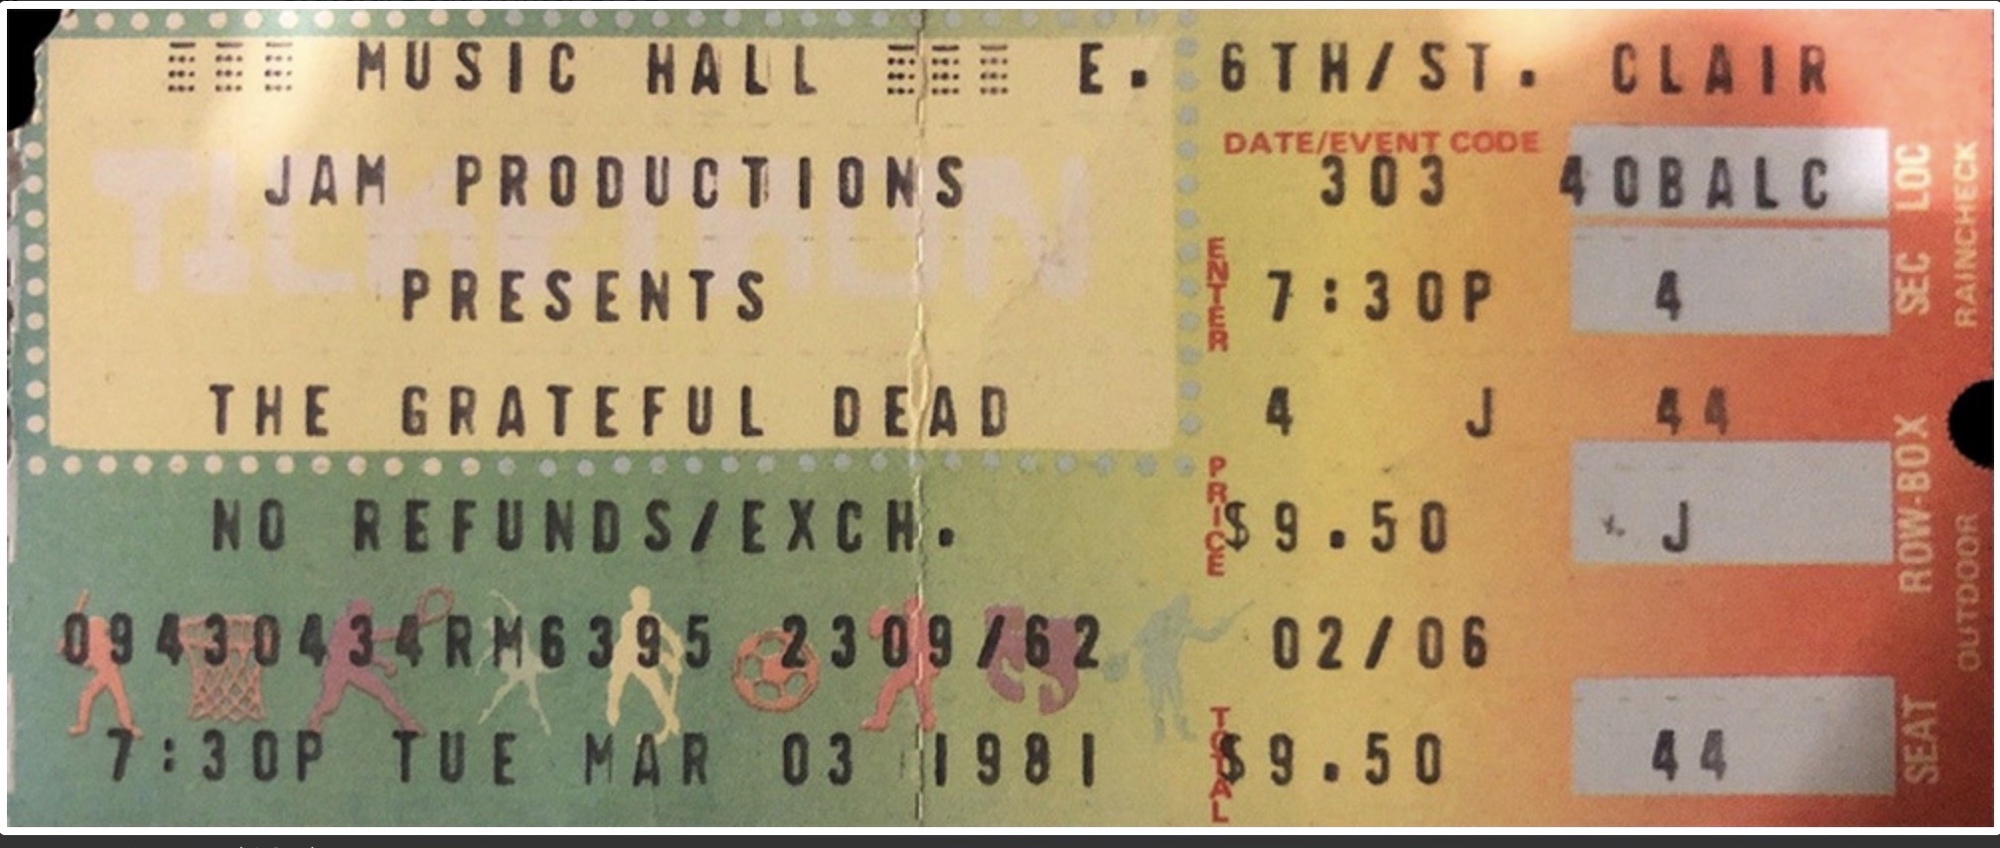 MUSIC HALL E. 6TH/ST. CLAIR
TICKETRON
DATE/EVENT CODE
JAM PRODUCTIONS 303 40BALC LOC
PRESENTS ENTER 7:30P 4 SEC
RAINCHECK
THE GRATEFUL DEAD 4 J 44
NO REFUNDS/EXCH. PRICE $9.50 J ROW-BOX
09430434RM6395 2309/62 02/06
OUTDOOR
7:30P TUE MAR 03 1981 TOTAL $9.50 44 SEAT